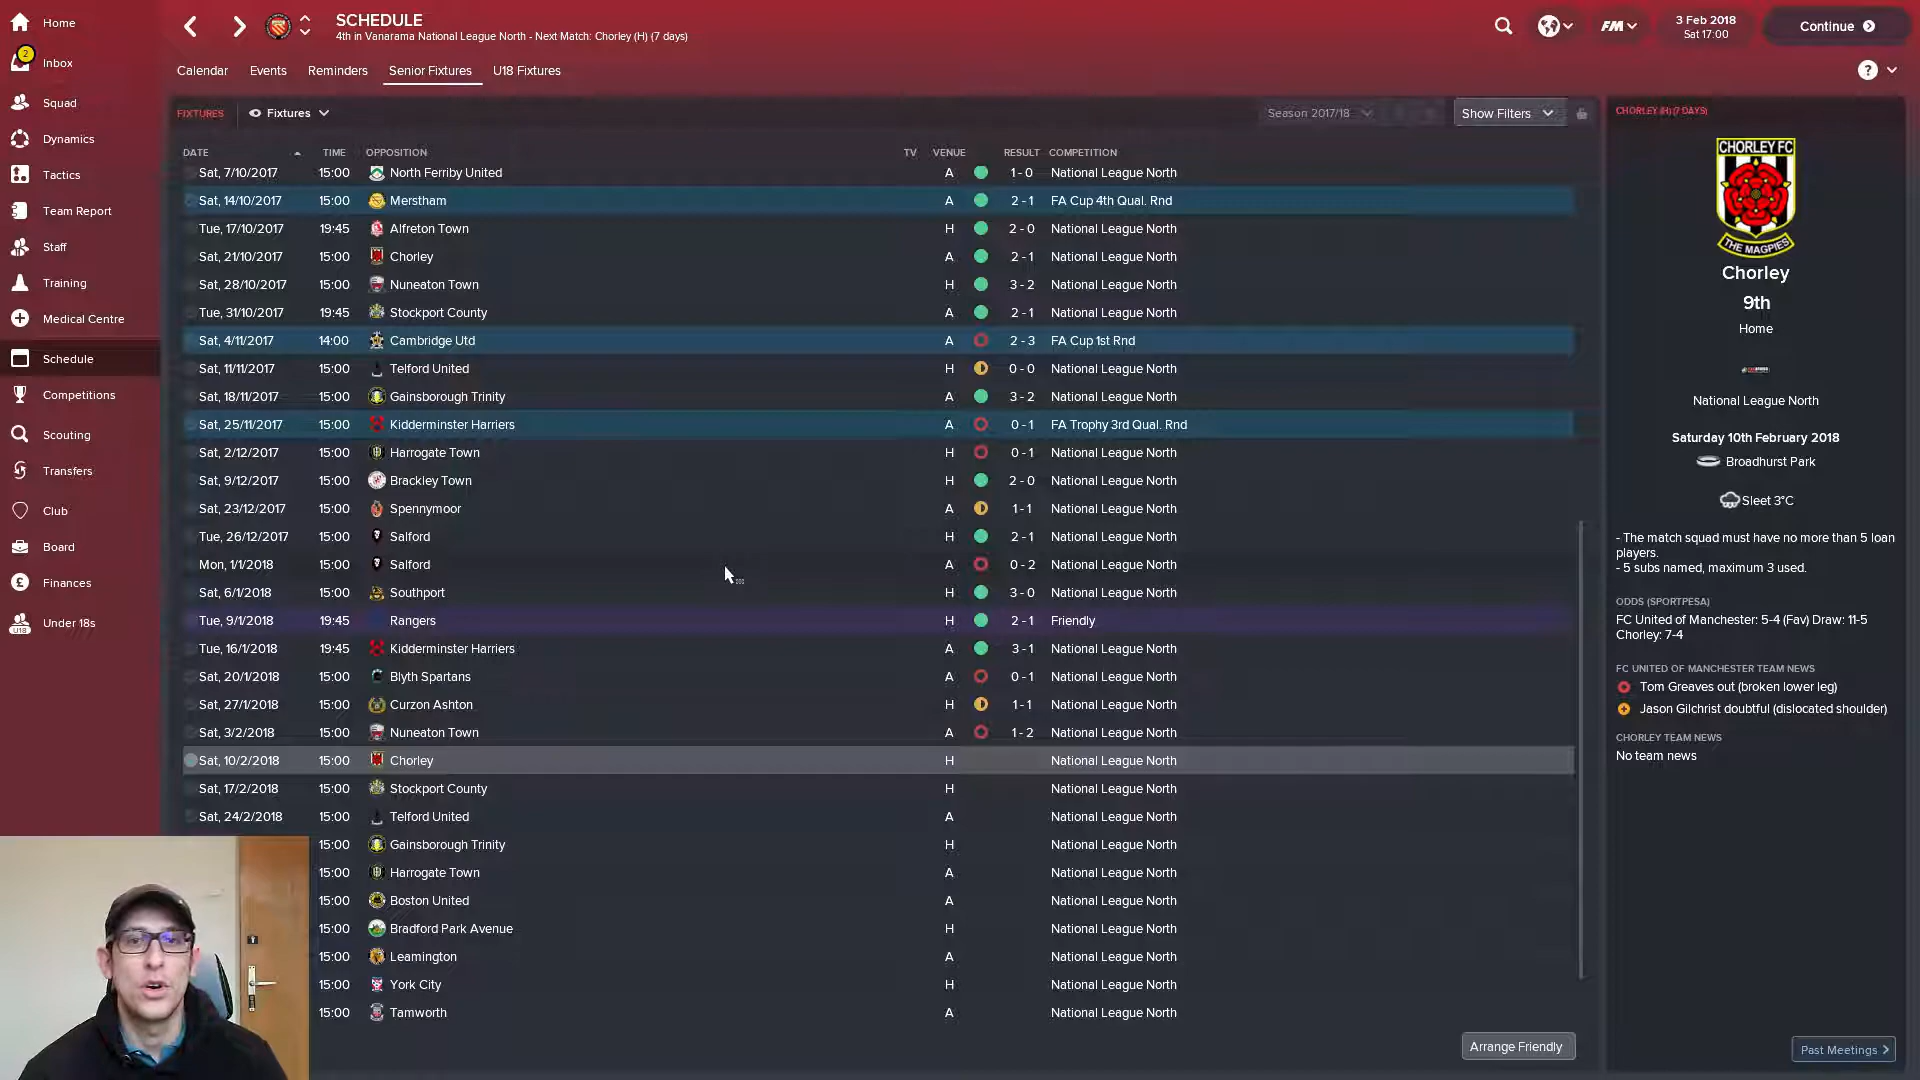 Home
2
Inbox
Squad
Dynamics
Tactics
Team Report
Staff
Training
Medical Centre
Schedule
Competitions
Scouting
Transfers
Club
Board
Finances
U18
Under 18s
SCHEDULE
4th in Vanarama National League North - Next Match: Chorley (H) (7 days)
FM
3 Feb 2018
Sat 17:00
Continue
Calendar Events Reminders Senior Fixtures U18 Fixtures
?
FIXTURES Fixtures Season 2017/18 Show Filters
DATE TIME OPPOSITION TV VENUE RESULT COMPETITION
Sat, 7/10/2017 15:00 North Ferriby United A 1 - 0 National League North
Sat, 14/10/2017 15:00 Merstham A 2 - 1 FA Cup 4th Qual. Rnd
Tue, 17/10/2017 19:45 Alfreton Town H 2 - 0 National League North
Sat, 21/10/2017 15:00 Chorley A 2 - 1 National League North
Sat, 28/10/2017 15:00 Nuneaton Town H 3 - 2 National League North
Tue, 31/10/2017 19:45 Stockport County A 2 - 1 National League North
Sat, 4/11/2017 14:00 Cambridge Utd A 2 - 3 FA Cup 1st Rnd
Sat, 11/11/2017 15:00 Telford United H 0 - 0 National League North
Sat, 18/11/2017 15:00 Gainsborough Trinity A 3 - 2 National League North
Sat, 25/11/2017 15:00 Kidderminster Harriers A 0 - 1 FA Trophy 3rd Qual. Rnd
Sat, 2/12/2017 15:00 Harrogate Town H 0 - 1 National League North
Sat, 9/12/2017 15:00 Brackley Town H 2 - 0 National League North
Sat, 23/12/2017 15:00 Spennymoor A 1 - 1 National League North
Tue, 26/12/2017 15:00 Salford H 2 - 1 National League North
Mon, 1/1/2018 15:00 Salford A 0 - 2 National League North
Sat, 6/1/2018 15:00 Southport H 3 - 0 National League North
Tue, 9/1/2018 19:45 Rangers H 2 - 1 Friendly
Tue, 16/1/2018 19:45 Kidderminster Harriers A 3 - 1 National League North
Sat, 20/1/2018 15:00 Blyth Spartans A 0 - 1 National League North
Sat, 27/1/2018 15:00 Curzon Ashton H 1 - 1 National League North
Sat, 3/2/2018 15:00 Nuneaton Town A 1 - 2 National League North
Sat, 10/2/2018 15:00 Chorley H National League North
Sat, 17/2/2018 15:00 Stockport County H National League North
Sat, 24/2/2018 15:00 Telford United A National League North
15:00 Gainsborough Trinity H National League North
15:00 Harrogate Town A National League North
15:00 Boston United A National League North
15:00 Bradford Park Avenue H National League North
15:00 Leamington A National League North
15:00 York City H National League North
15:00 Tamworth A National League North
Arrange Friendly
CHORLEY (H) (7 DAYS)
CHORLEY FC
THE MAGPIES
Chorley
9th
Home
National League North
Saturday 10th February 2018
Broadhurst Park
Sleet 3°C
- The match squad must have no more than 5 loan
players.
- 5 subs named, maximum 3 used.
ODDS (SPORTPESA)
FC United of Manchester: 5-4 (Fav) Draw: 11-5
Chorley: 7-4
FC UNITED OF MANCHESTER TEAM NEWS
Tom Greaves out (broken lower leg)
Jason Gilchrist doubtful (dislocated shoulder)
CHORLEY TEAM NEWS
No team news
Past Meetings